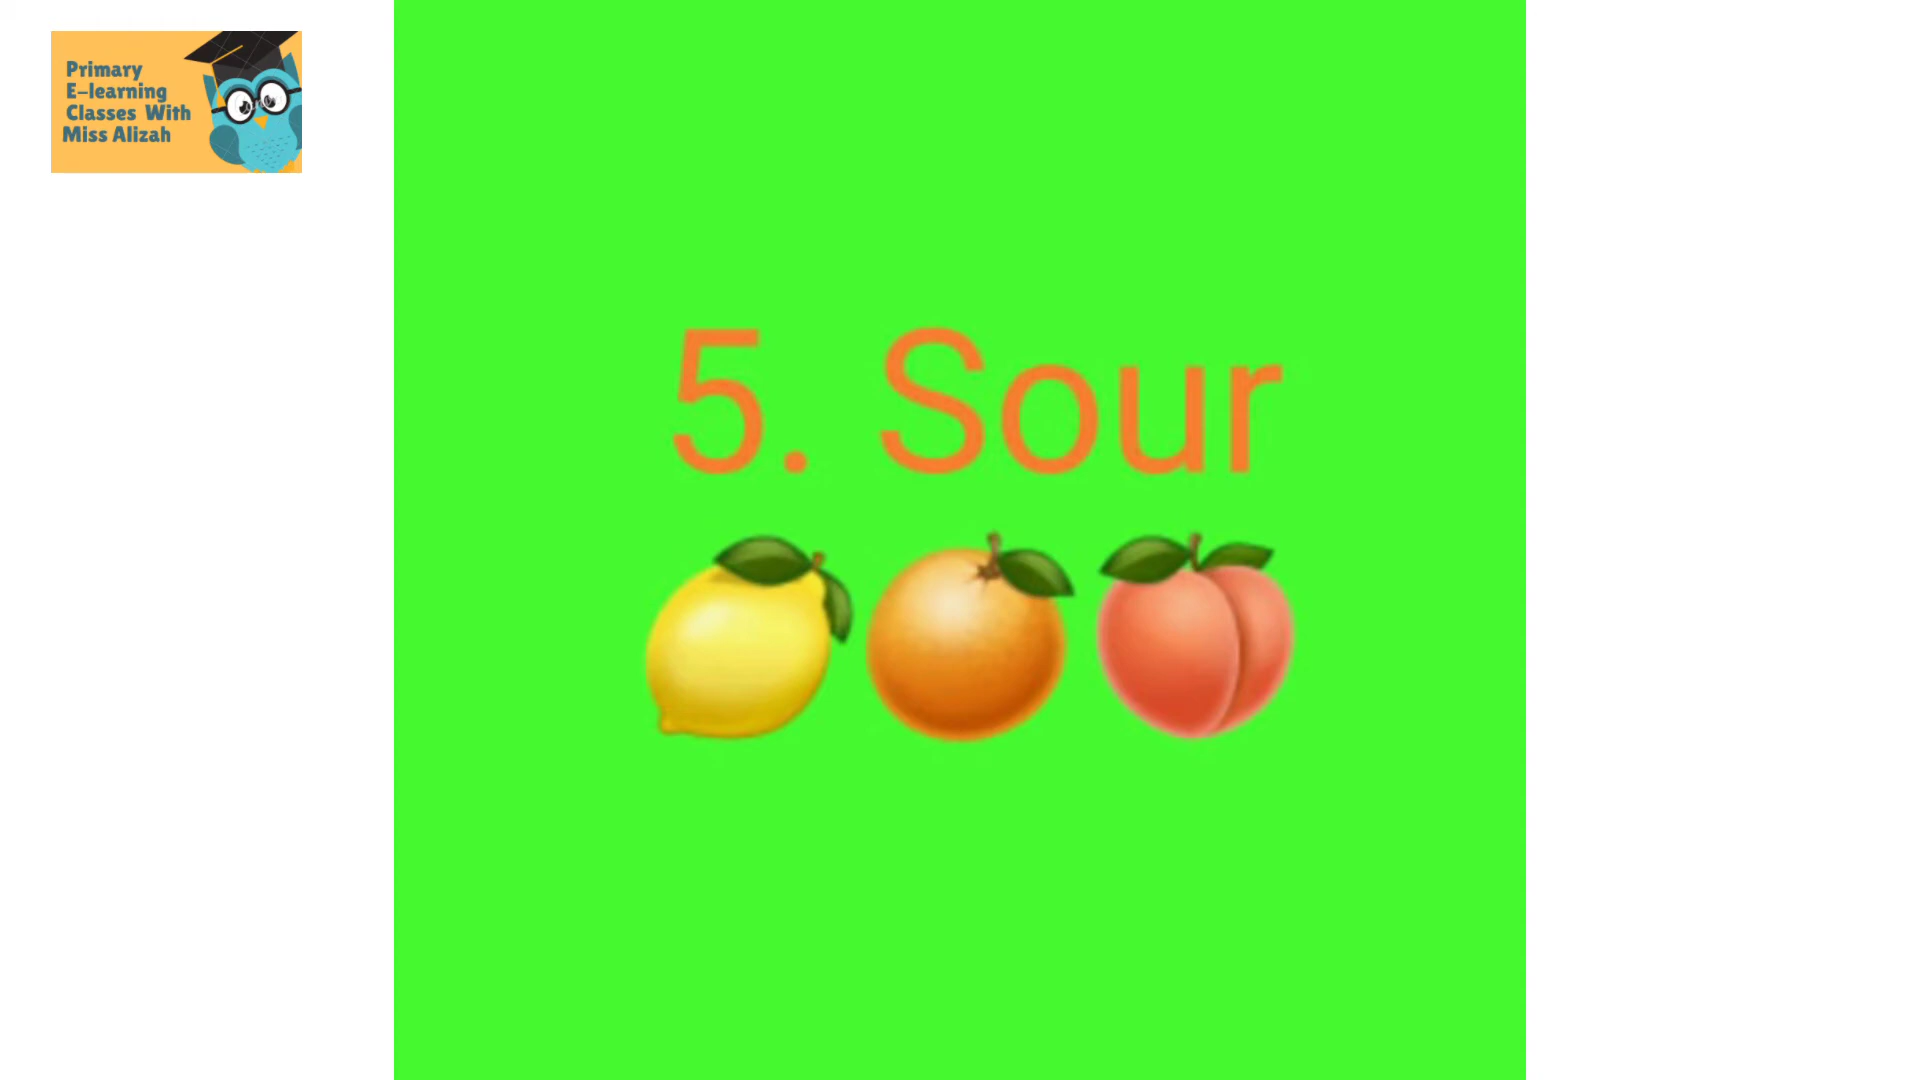 Primary
E-learning
Classes With
Miss Alizah
5. Sour